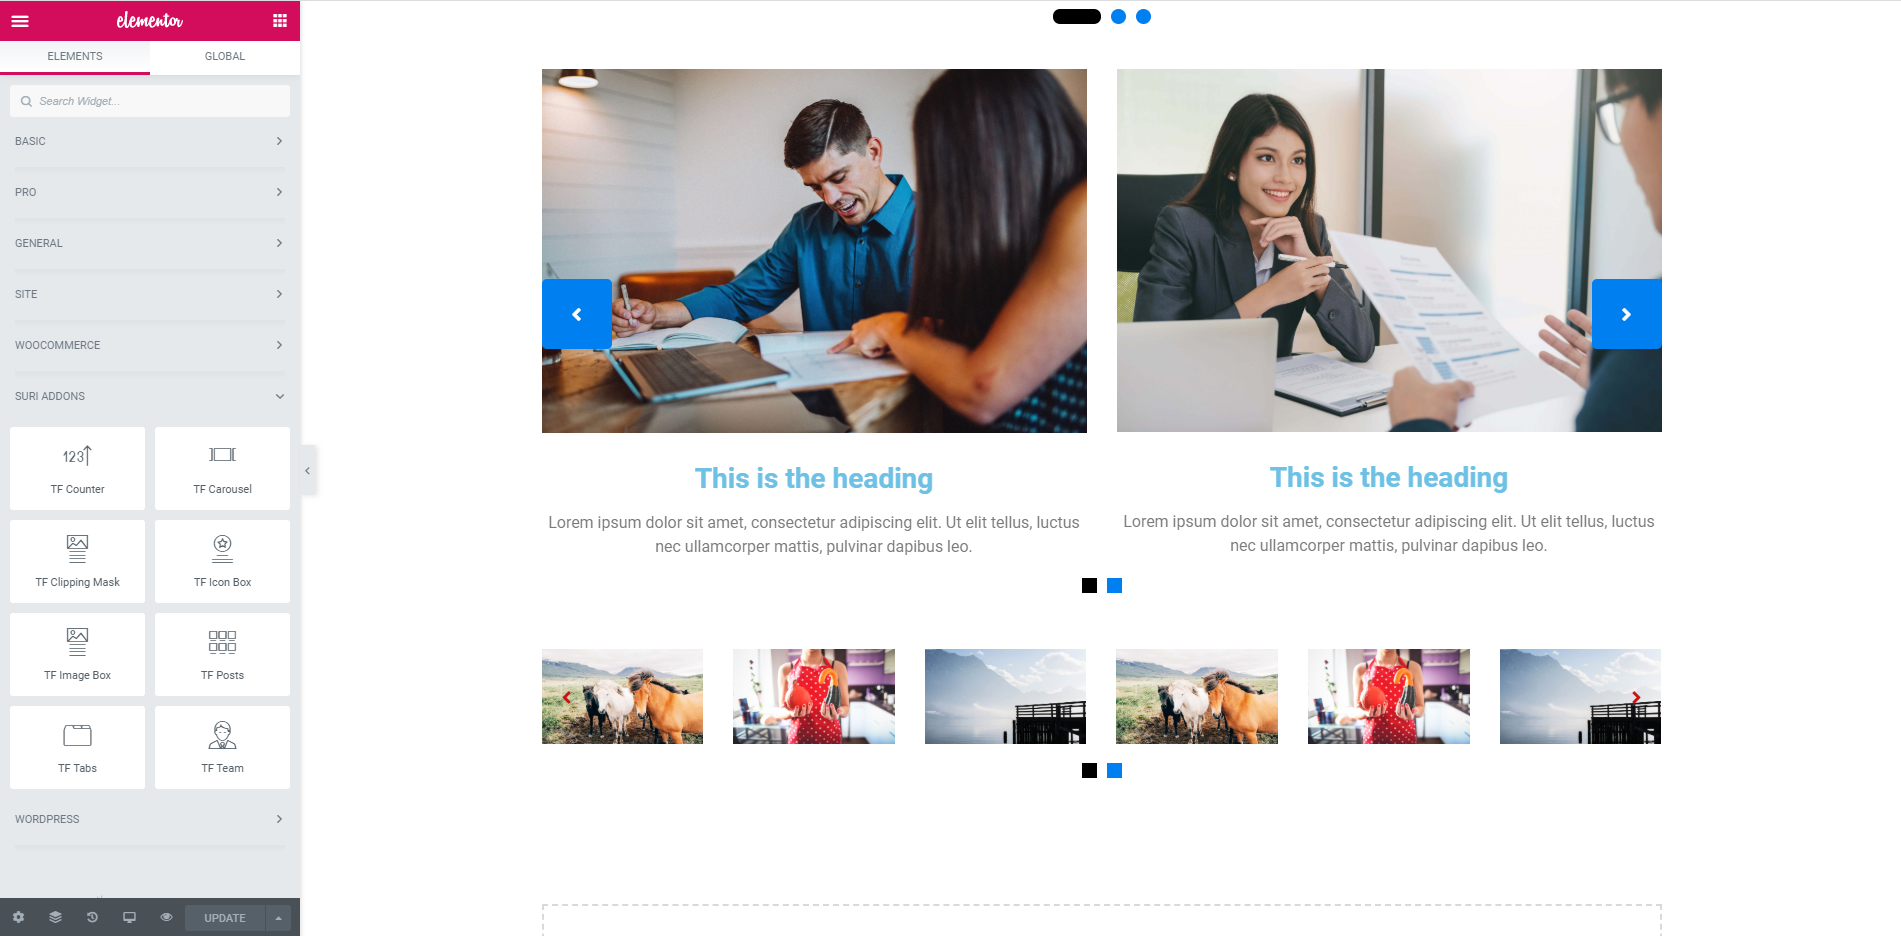 elementor
ELEMENTS
GLOBAL
Search Widget...
BASIC
PRO
GENERAL
SITE
WOOCOMMERCE
SURI ADDONS
123
TF Counter
TF Carousel
TF Clipping Mask
TF Icon Box
TF Image Box
TF Posts
TF Tabs
TF Team
WORDPRESS
UPDATE
This is the heading
Lorem ipsum dolor sit amet, consectetur adipiscing elit. Ut elit tellus, luctus
nec ullamcorper mattis, pulvinar dapibus leo.
This is the heading
Lorem ipsum dolor sit amet, consectetur adipiscing elit. Ut elit tellus, luctus
nec ullamcorper mattis, pulvinar dapibus leo.